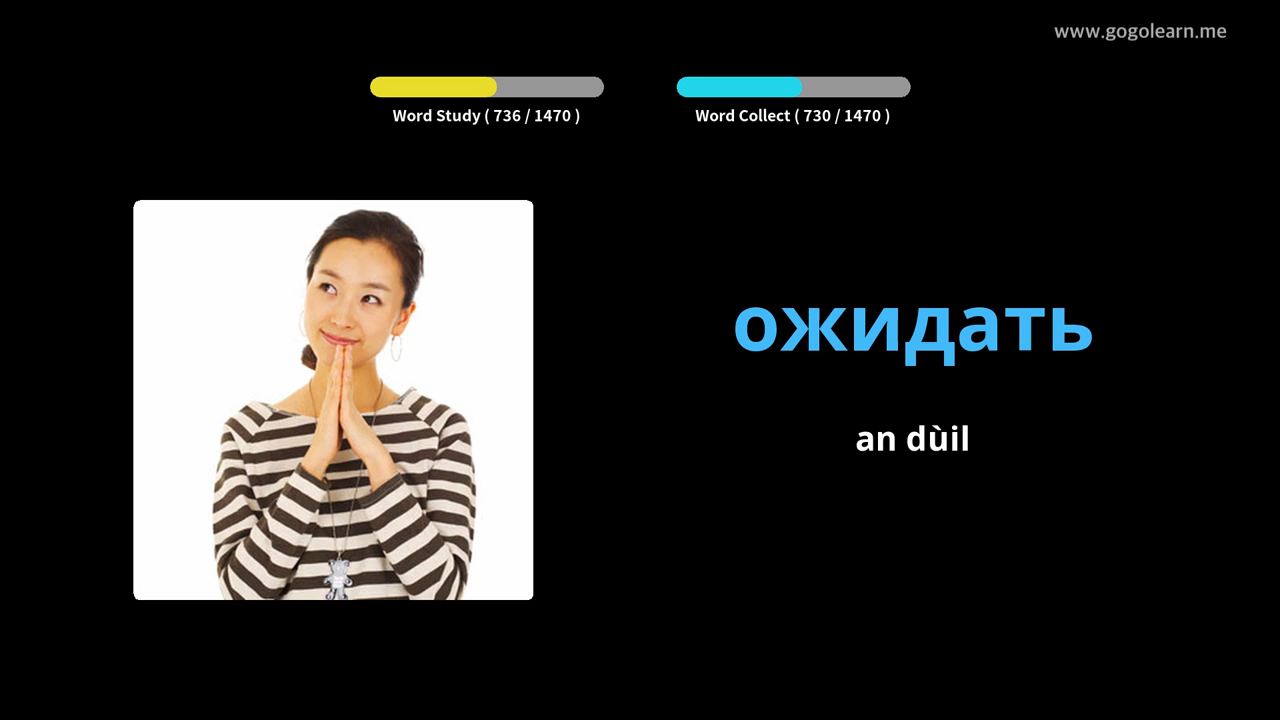 www.gogolearn.me
Word Study ( 736 / 1470 )
Word Collect ( 730 / 1470 )
ожидать
an dùil